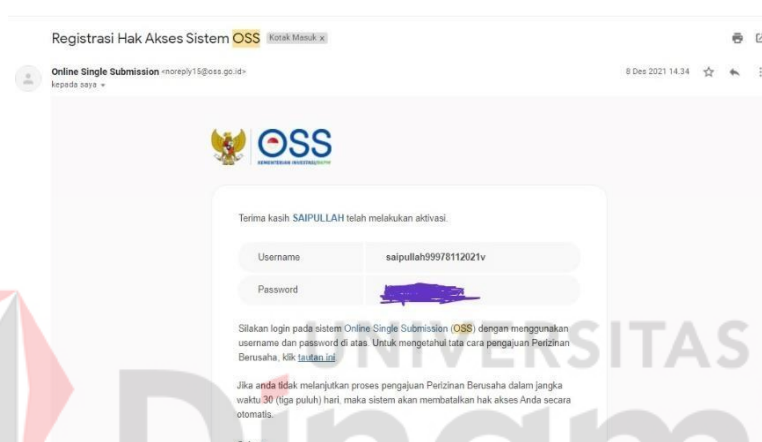 Registrasi Hak Akses Sistem OSS Kotak Masuk x
Online Single Submission <noreply15@oss.go.id>
8 Des 2021 14.34
kepada saya
OSS
KEMENTERIAN INVESTASI/BKPM
Terima kasih SAIPULLAH telah melakukan aktivasi.
Username saipullah99978112021v
Password
Silakan login pada sistem Online Single Submission (OSS) dengan menggunakan
username dan password di atas. Untuk mengetahui tata cara pengajuan Perizinan
Berusaha, klik tautan ini
Jika anda tidak melanjutkan proses pengajuan Perizinan Berusaha dalam jangka
waktu 30 (tiga puluh) hari, maka sistem akan membatalkan hak akses Anda secara
otomatis.
UNIVERSITAS